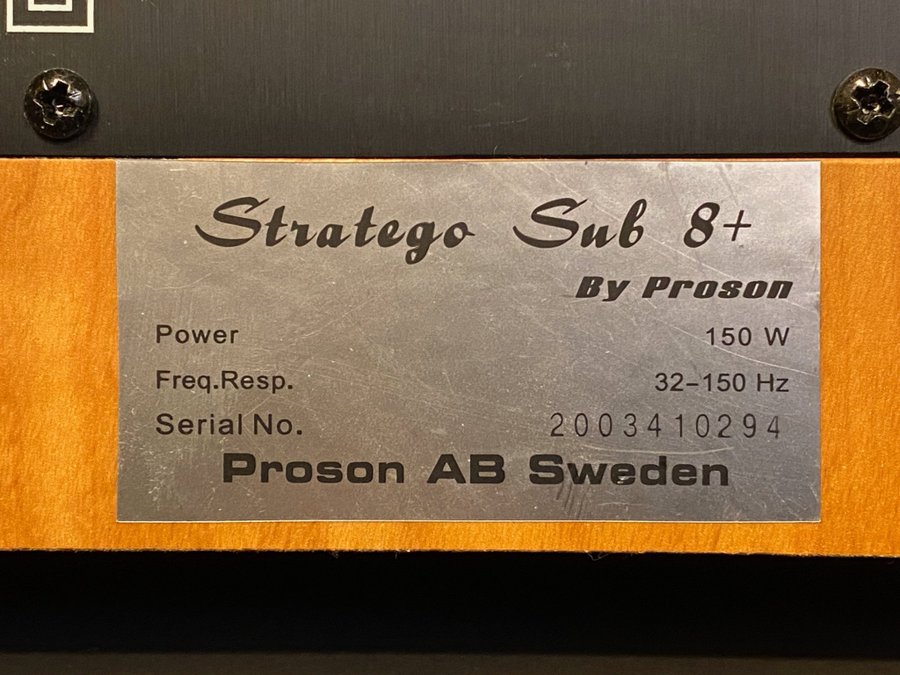 Stratego Sub 8+
By Proson
Power 150 W
Freq.Resp. 32-150 Hz
Serial No. 2003410294
Proson AB Sweden